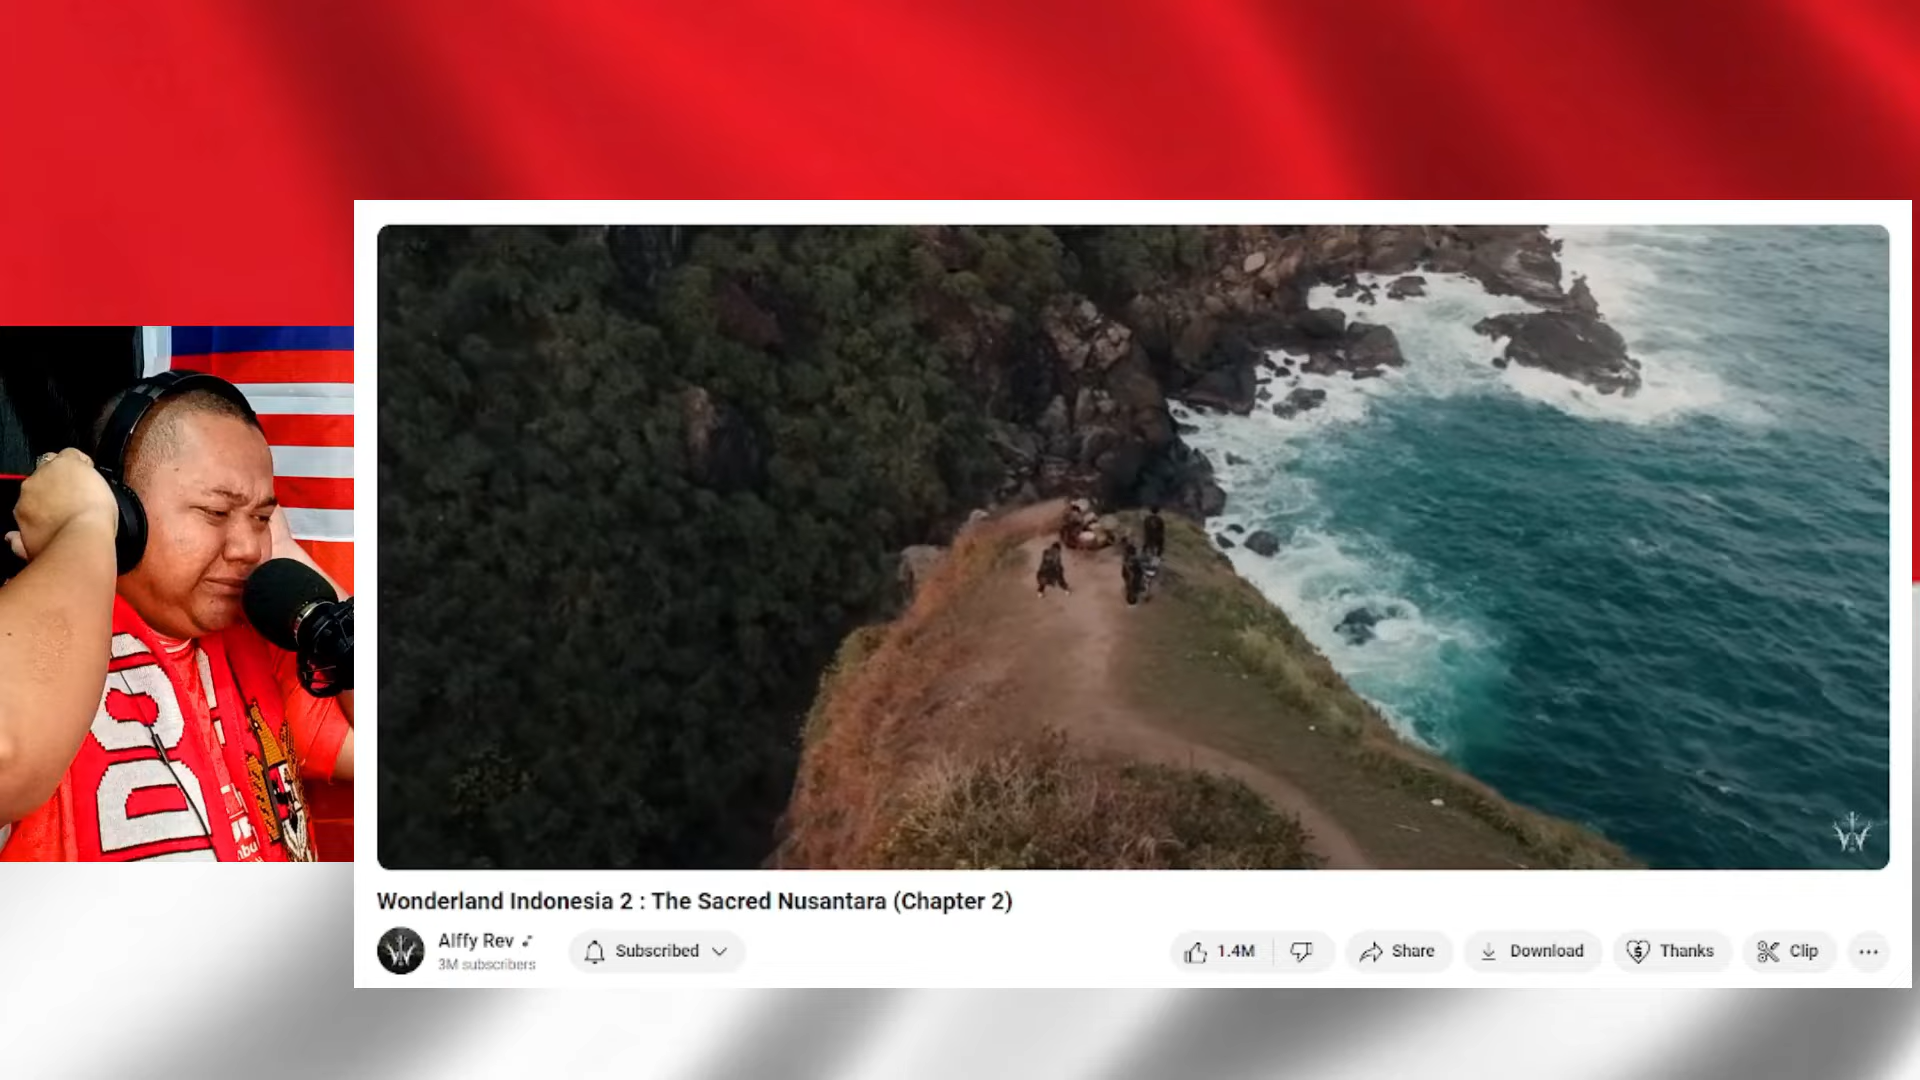 DO
Wonderland Indonesia 2 : The Sacred Nusantara (Chapter 2)
Alffy Rev
3M subscribers
Subscribed
1.4M
Share
Download
Thanks
Clip